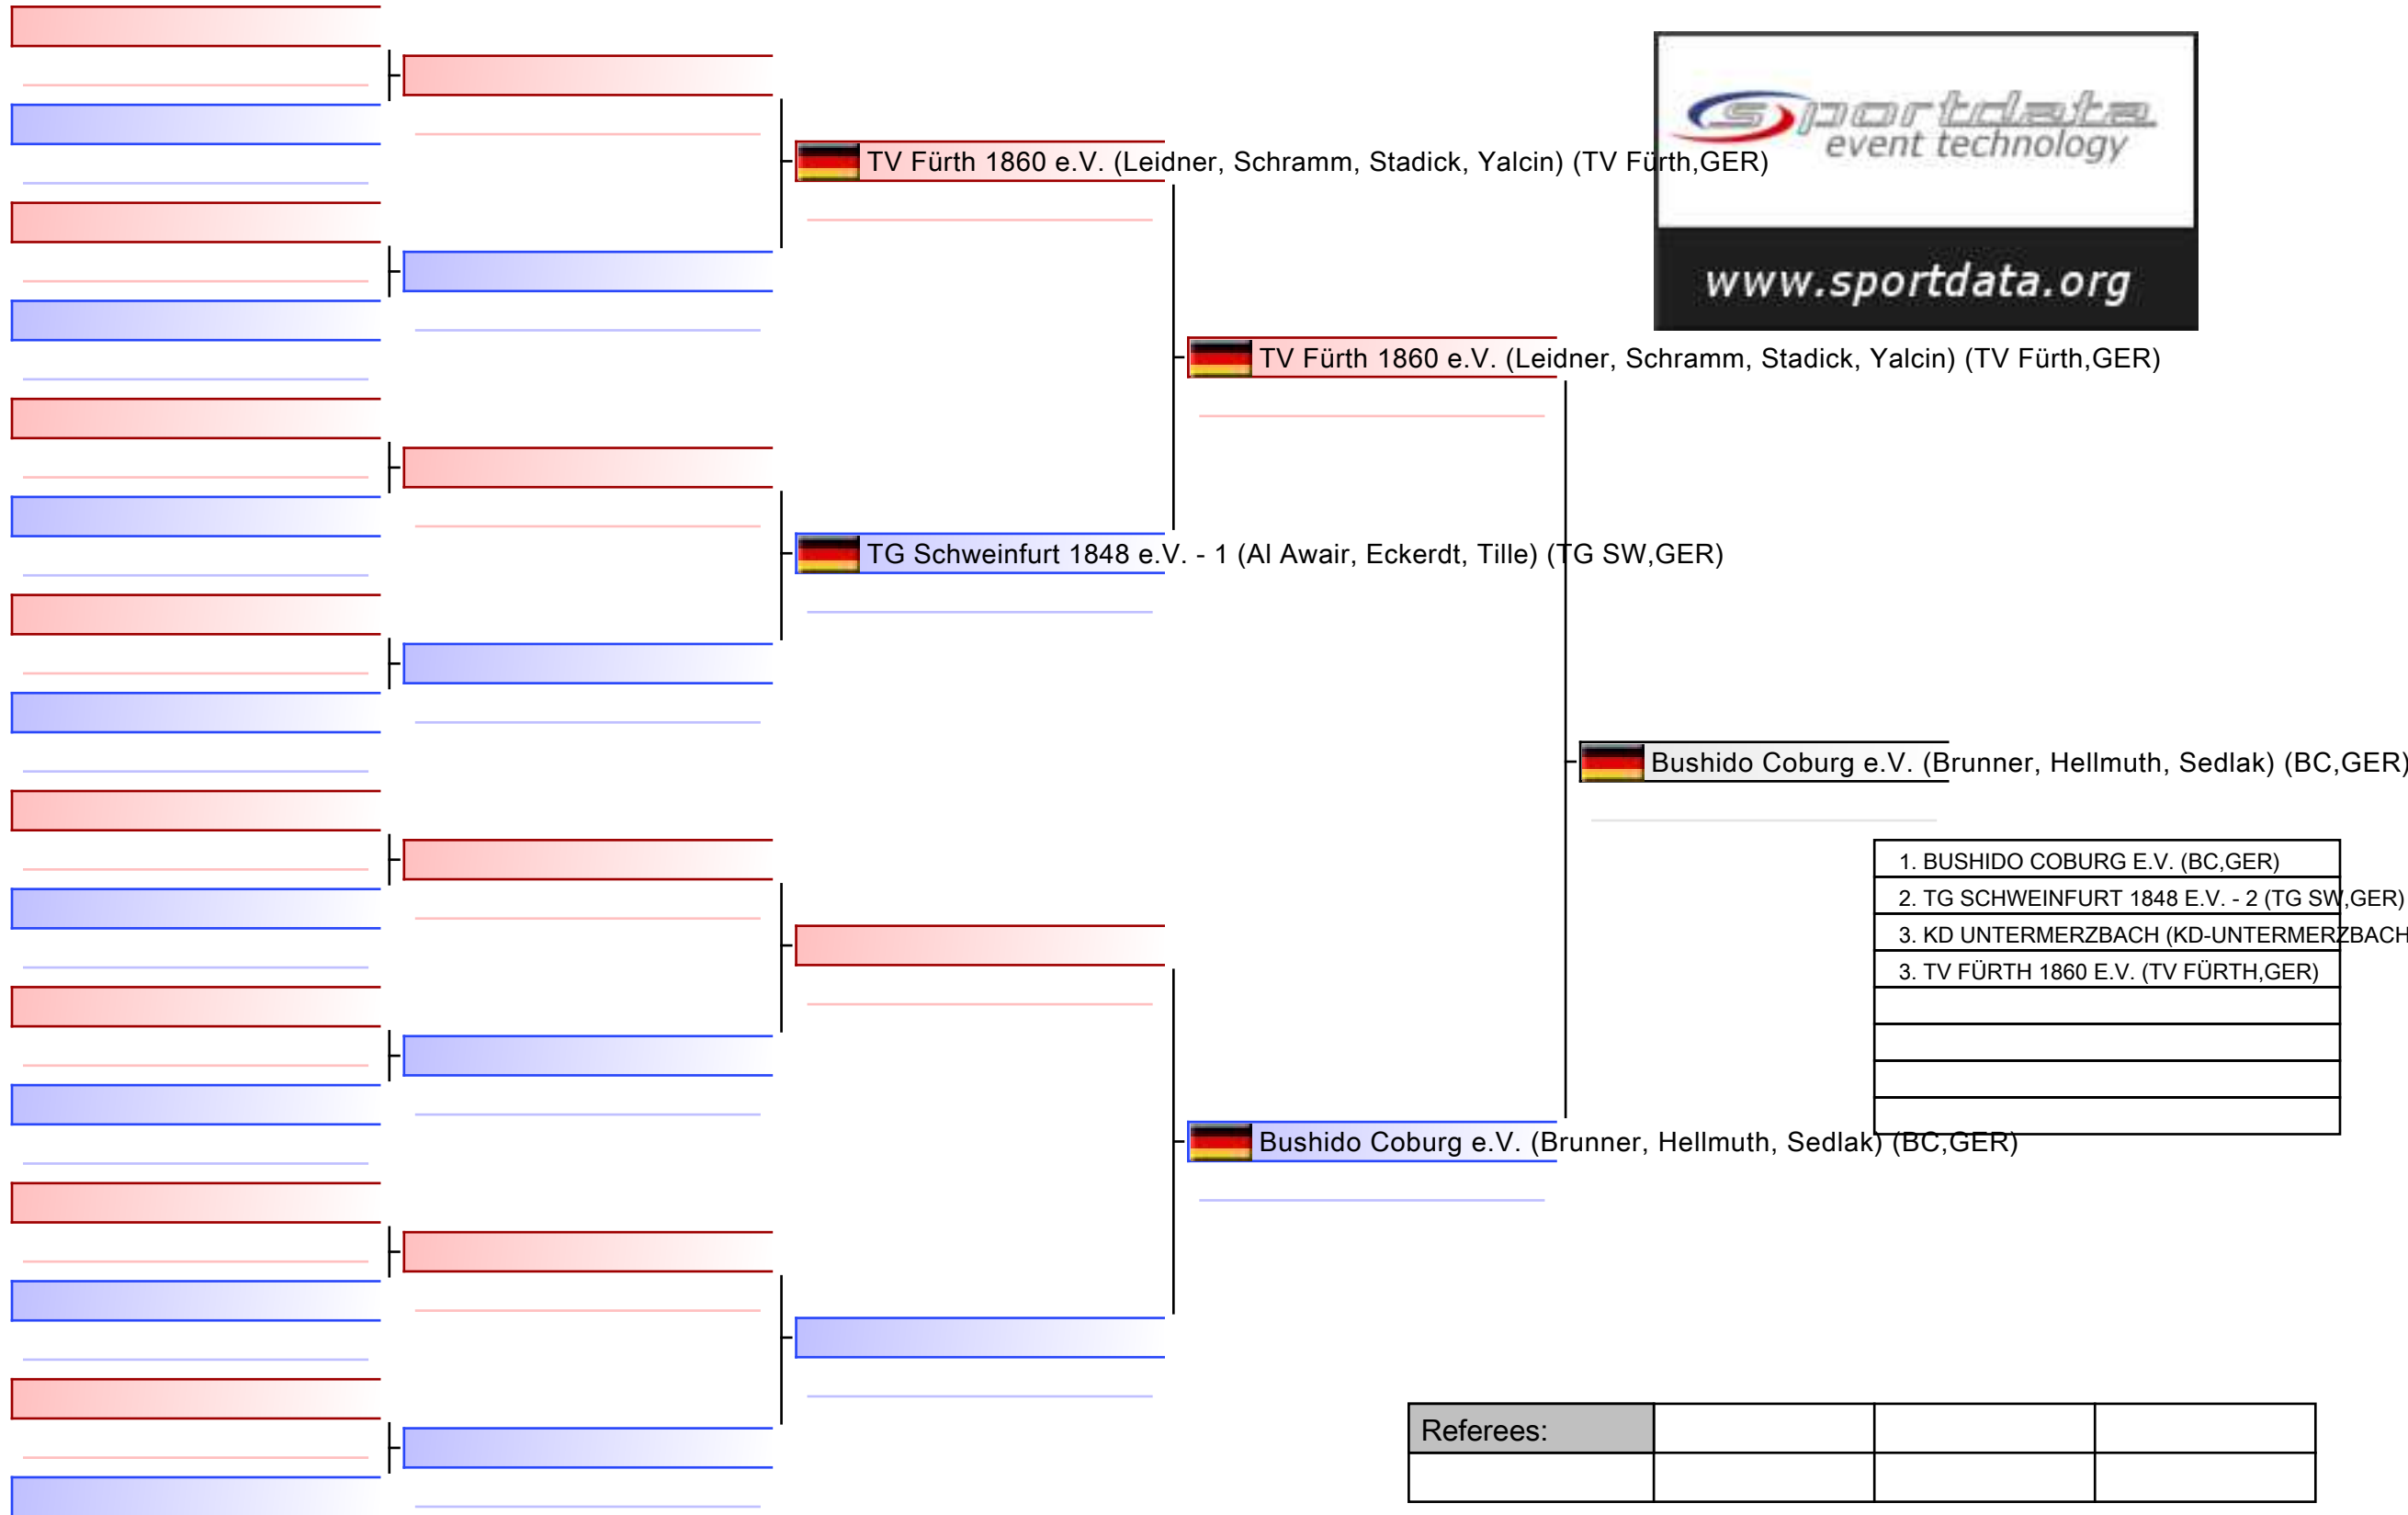 sportdata
event technology
www.sportdata.org
TV Fürth 1860 e.V. (Leidner, Schramm, Stadick, Yalcin) (TV Fürth,GER)
TV Fürth 1860 e.V. (Leidner, Schramm, Stadick, Yalcin) (TV Fürth,GER)
TG Schweinfurt 1848 e.V. - 1 (Al Awair, Eckerdt, Tille) (TG SW,GER)
Bushido Coburg e.V. (Brunner, Hellmuth, Sedlak) (BC,GER)
1. BUSHIDO COBURG E.V. (BC,GER)
2. TG SCHWEINFURT 1848 E.V. - 2 (TG SW,GER)
3. KD UNTERMERZBACH (KD-UNTERMERZBACH
3. TV FÜRTH 1860 E.V. (TV FÜRTH,GER)
Bushido Coburg e.V. (Brunner, Hellmuth, Sedlak) (BC,GER)
Referees: